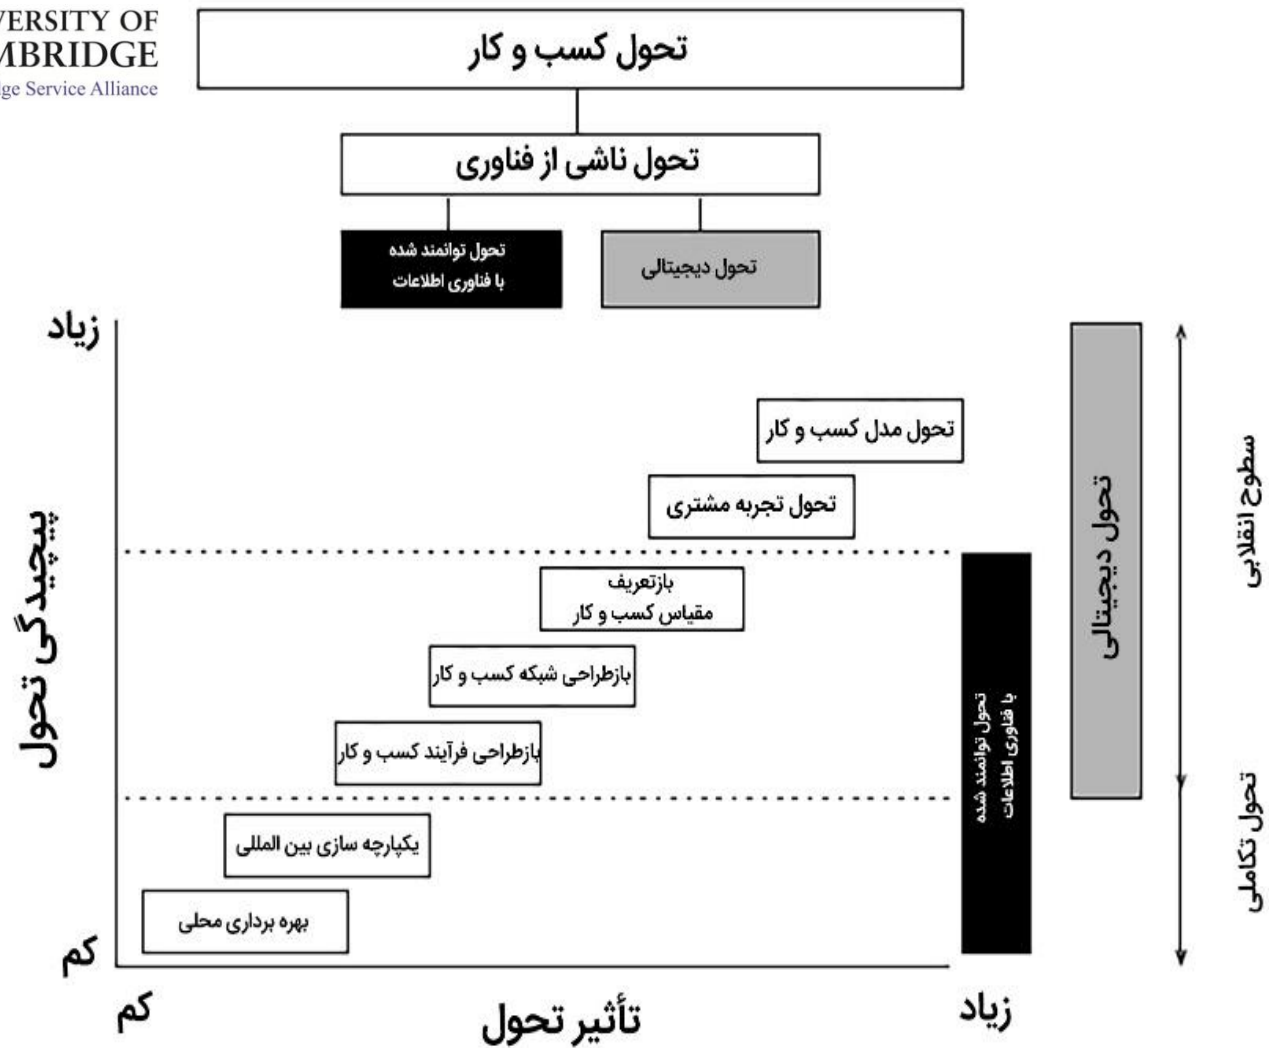 VERSITY OF
MBRIDGE
dge Service Alliance
تحول کسب و کار
تحول ناشی از فناوری
تحول توانمند شده
با فناوری اطلاعات
تحول دیجیتالی
زیاد
تحول مدل کسب و کار
تحول تجربه مشتری
بازتعریف
مقیاس کسب و کار
بازطراحی شبکه کسب و کار
بازطراحی فرآیند کسب و کار
یکپارچه سازی بین المللی
بهره برداری محلی
پیچیدگی تحول
کم
تحول توانمند شده
با فناوری اطلاعات
تحول دیجیتالی
سطوح انقلابی
تحول تکاملی
کم
تأثیر تحول
زیاد